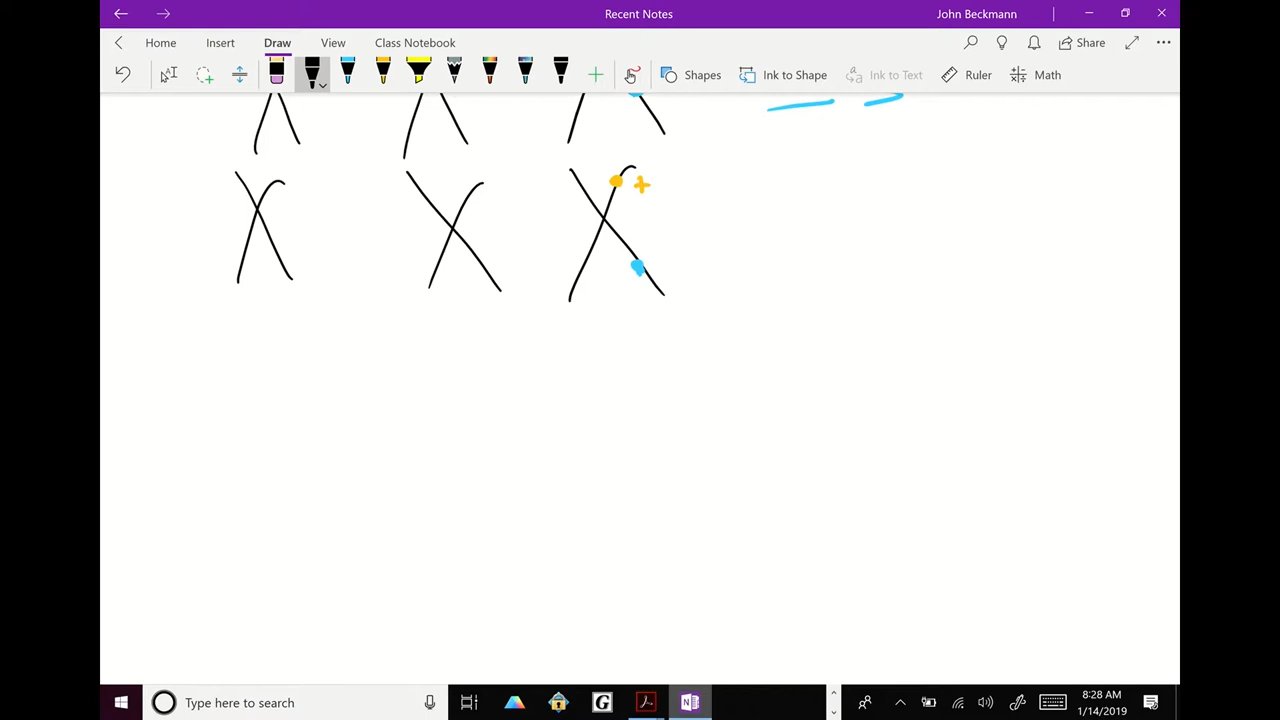 Recent Notes
John Beckmann
Home Insert Draw View Class Notebook
Share
Shapes Ink to Shape Ink to Text Ruler Math
+
Type here to search
G
N
8:28 AM
1/14/2019